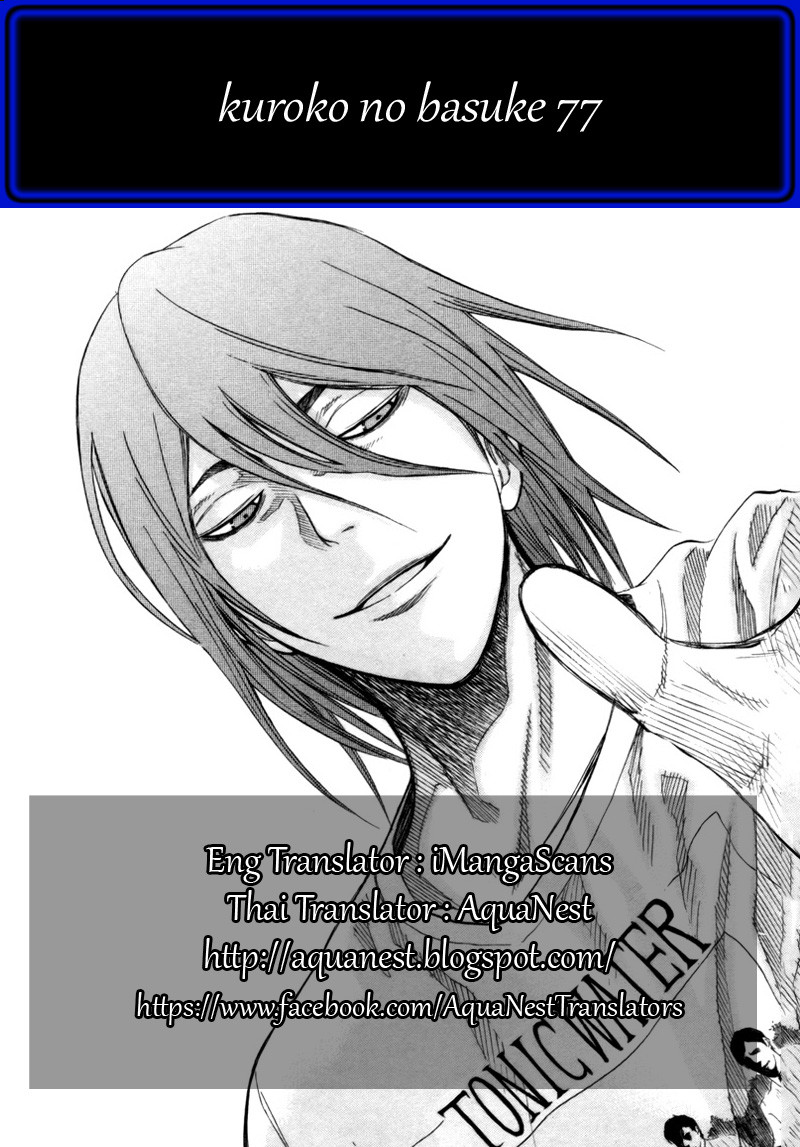 kuroko no basuke 77
Eng Translator : iMangaScans
Thai Translator : AquaNest
http://aquanest.blogspot.com/
https://www.facebook.com/AquaNestTranslators
TONIC WATER